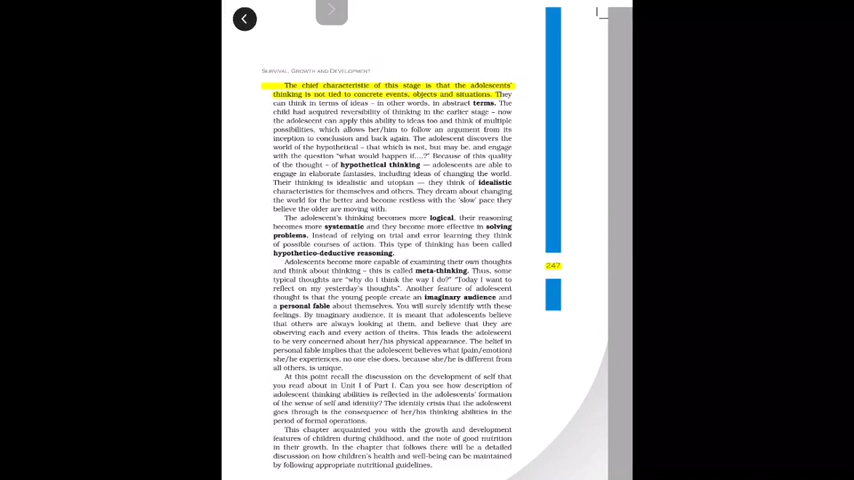 SURVIVAL, GROWTH AND DEVELOPMENT
The chief characteristic of this stage is that the adolescents'
thinking is not tied to concrete events, objects and situations. They
can think in terms of ideas – in other words, in abstract terms. The
child had acquired reversibility of thinking in the earlier stage – now
the adolescent can apply this ability to ideas too and think of multiple
possibilities, which allows her/him to follow an argument from its
inception to conclusion and back again. The adolescent discovers the
world of the hypothetical – that which is not, but may be, and engage
with the question "what would happen if....?" Because of this quality
of the thought – of hypothetical thinking — adolescents are able to
engage in elaborate fantasies, including ideas of changing the world.
Their thinking is idealistic and utopian — they think of idealistic
characteristics for themselves and others. They dream about changing
the world for the better and become restless with the 'slow' pace they
believe the older are moving with.
The adolescent's thinking becomes more logical, their reasoning
becomes more systematic and they become more effective in solving
problems. Instead of relying on trial and error learning they think
of possible courses of action. This type of thinking has been called
hypothetico-deductive reasoning.
Adolescents become more capable of examining their own thoughts
and think about thinking – this is called meta-thinking. Thus, some
typical thoughts are "why do I think the way I do?" "Today I want to
reflect on my yesterday's thoughts". Another feature of adolescent
thought is that the young people create an imaginary audience and
a personal fable about themselves. You will surely identify with these
feelings. By imaginary audience, it is meant that adolescents believe
that others are always looking at them, and believe that they are
observing each and every action of theirs. This leads the adolescent
to be very concerned about her/his physical appearance. The belief in
personal fable implies that the adolescent believes what (pain/emotion)
she/he experiences, no one else does, because she/he is different from
all others, is unique.
At this point recall the discussion on the development of self that
you read about in Unit I of Part I. Can you see how description of
adolescent thinking abilities is reflected in the adolescents' formation
of the sense of self and identity? The identity crisis that the adolescent
goes through is the consequence of her/his thinking abilities in the
period of formal operations.
This chapter acquainted you with the growth and development
features of children during childhood, and the note of good nutrition
in their growth. In the chapter that follows there will be a detailed
discussion on how children's health and well-being can be maintained
by following appropriate nutritional guidelines.
247